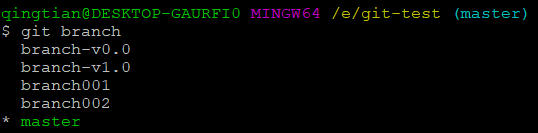 qingtian@DESKTOP-GAURFI0 MINGW64 /e/git-test (master)
$ git branch
  branch-v0.0
  branch-v1.0
  branch001
  branch002
* master